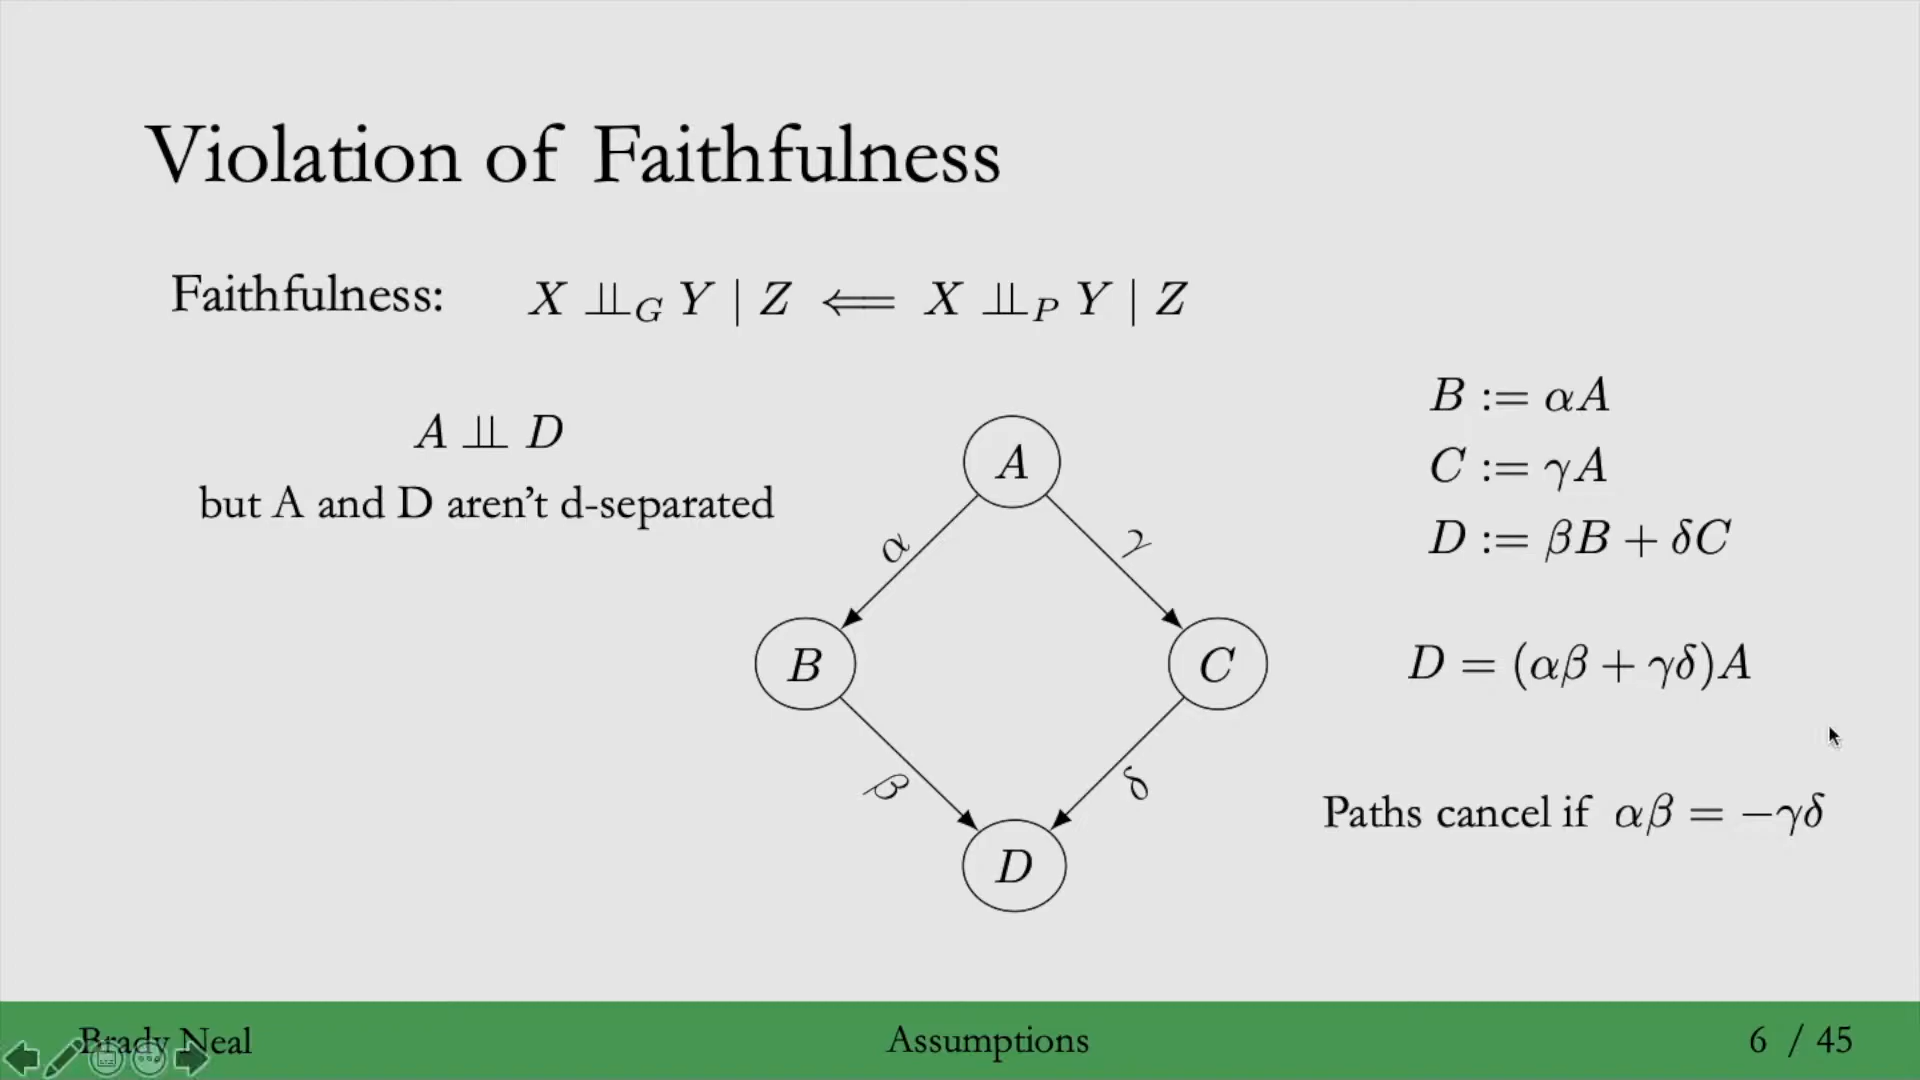 Violation of Faithfulness
Faithfulness: X ⫫_G Y | Z ⟸ X ⫫_P Y | Z
A ⫫ D
but A and D aren't d-separated
A
α
γ
B
C
β
δ
D
B := αA
C := γA
D := βB + δC
D = (αβ + γδ)A
Paths cancel if αβ = −γδ
Brady Neal
Assumptions
6 / 45